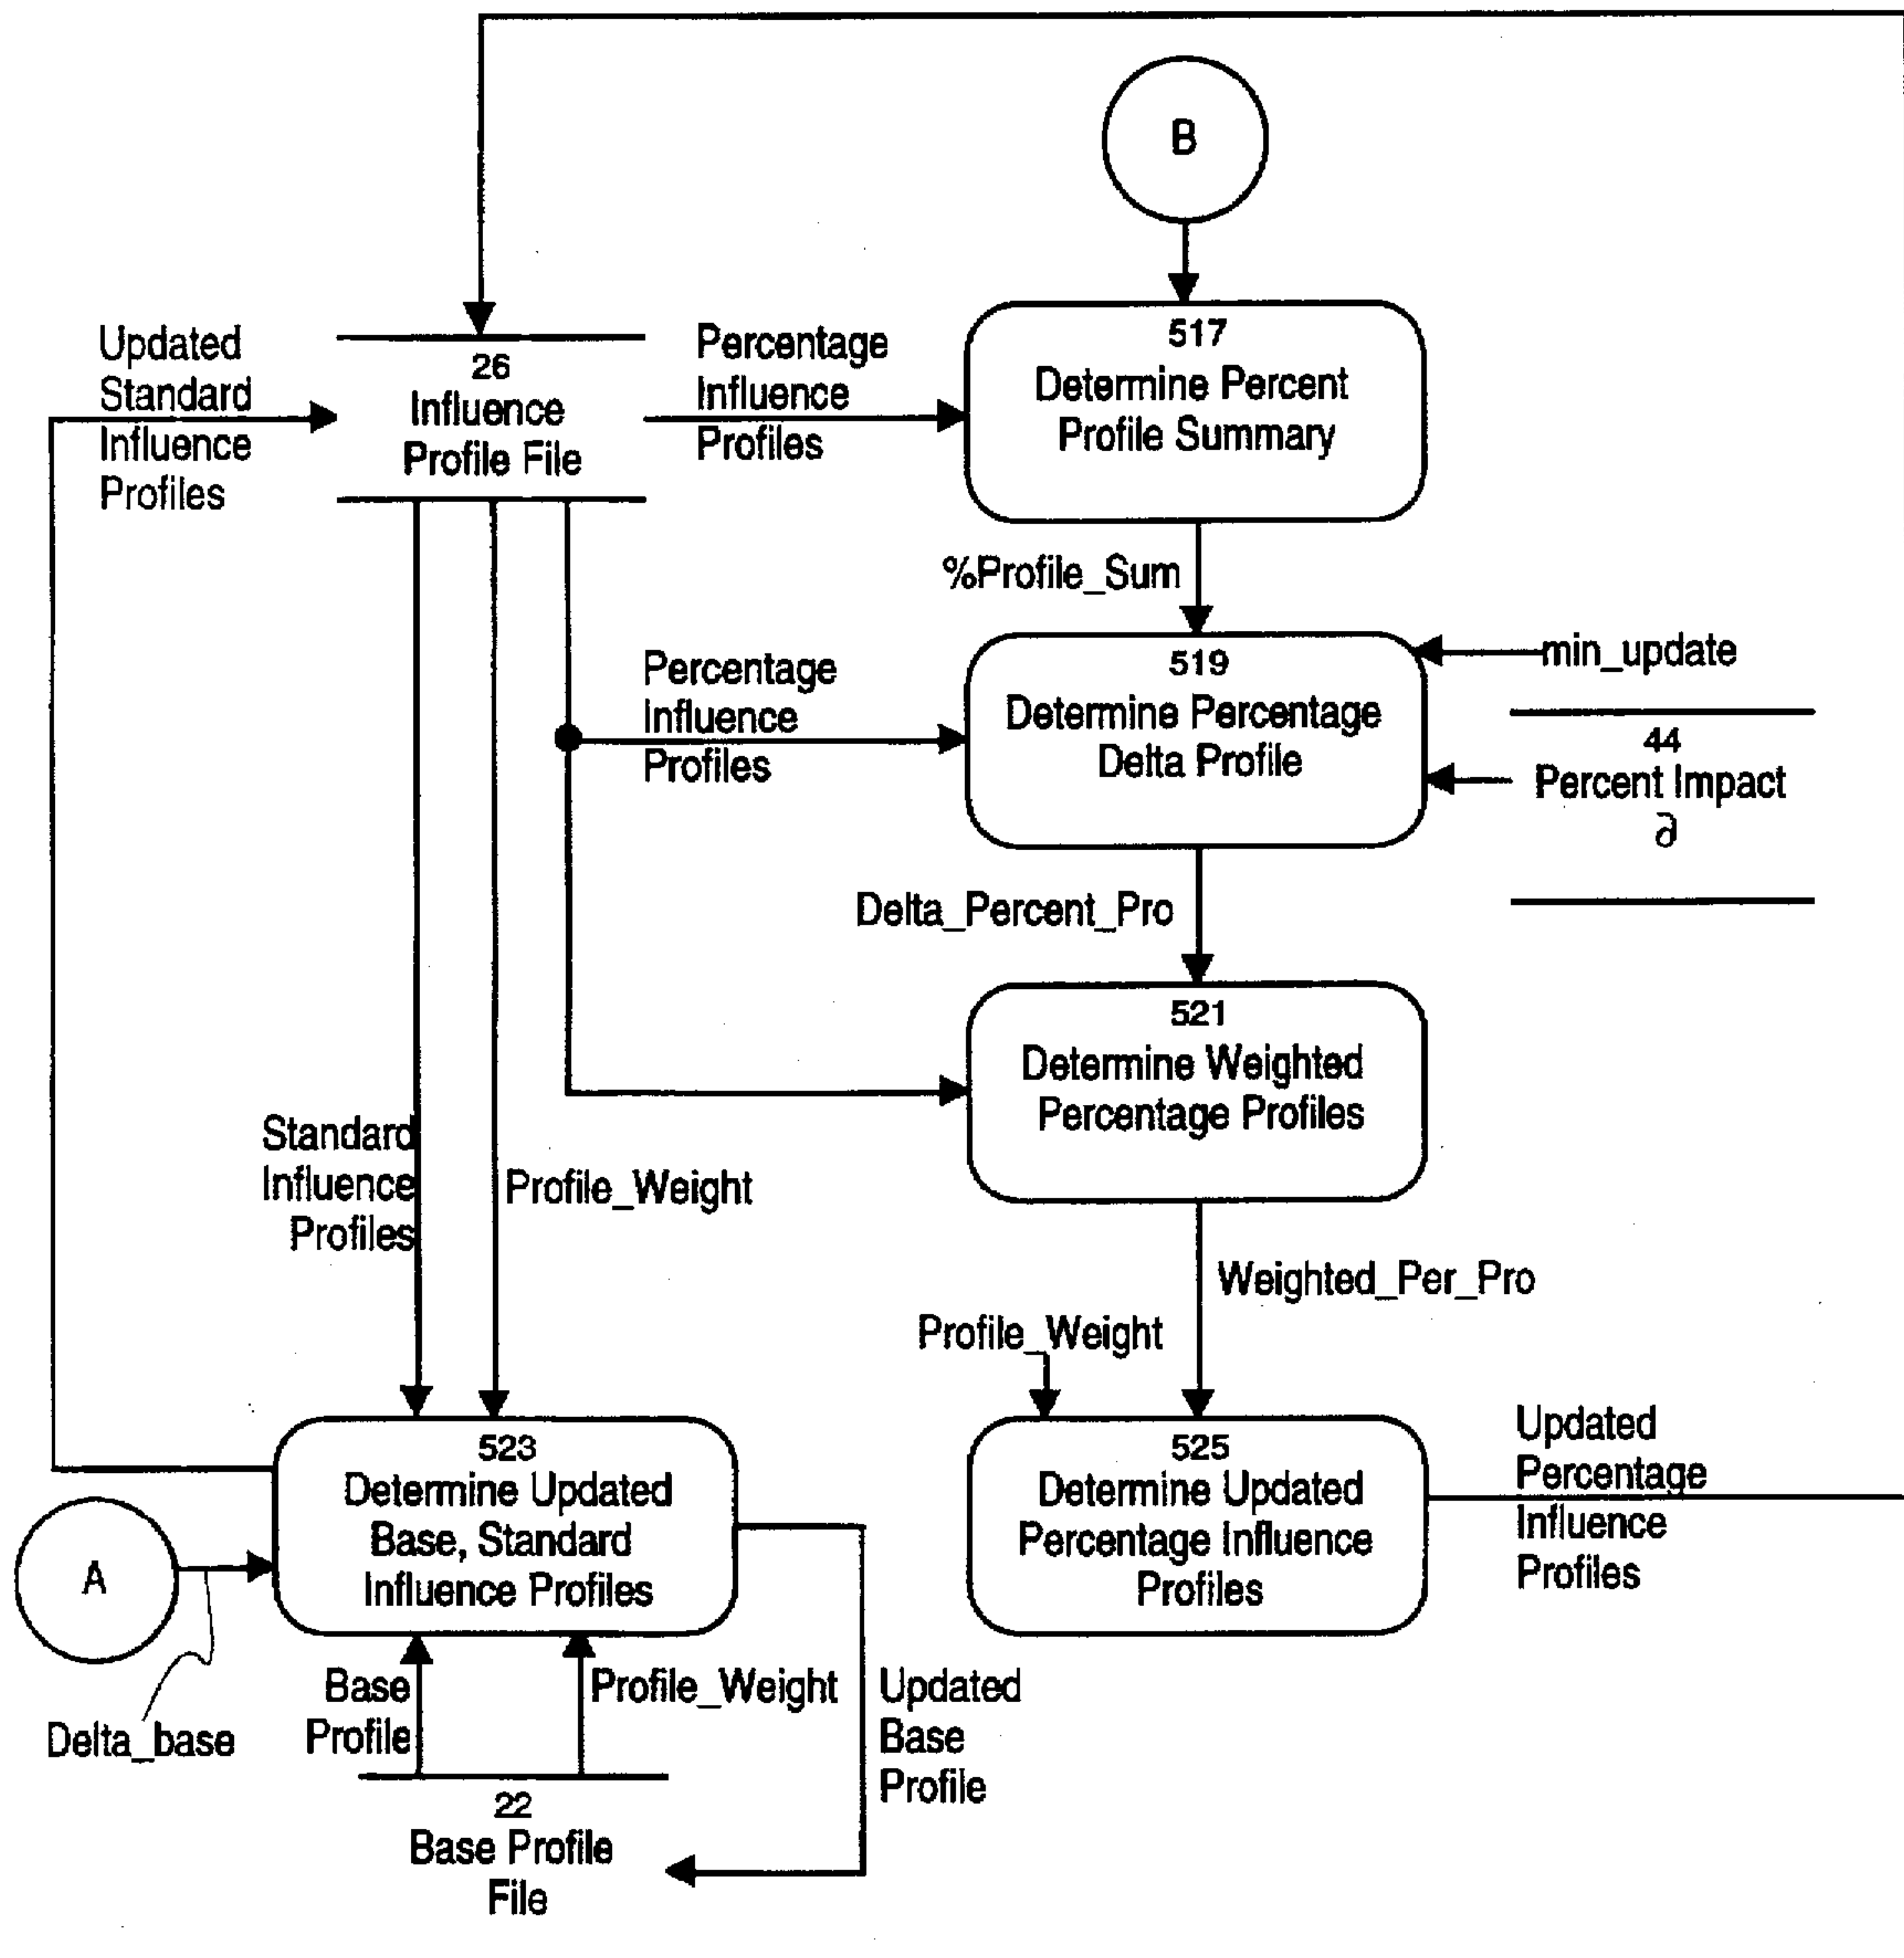 B
Updated
Standard
Influence
Profiles
26
Influence
Profile File
Percentage
Influence
Profiles
517
Determine Percent
Profile Summary
%Profile_Sum
Percentage
Influence
Profiles
519
Determine Percentage
Delta Profile
min_update
44
Percent Impact
∂
Delta_Percent_Pro
521
Determine Weighted
Percentage Profiles
Standard
Influence
Profiles
Profile_Weight
Weighted_Per_Pro
Profile_Weight
523
Determine Updated
Base, Standard
Influence Profiles
525
Determine Updated
Percentage Influence
Profiles
Updated
Percentage
Influence
Profiles
A
Delta_base
Base
Profile
Profile_Weight
Updated
Base
Profile
22
Base Profile
File